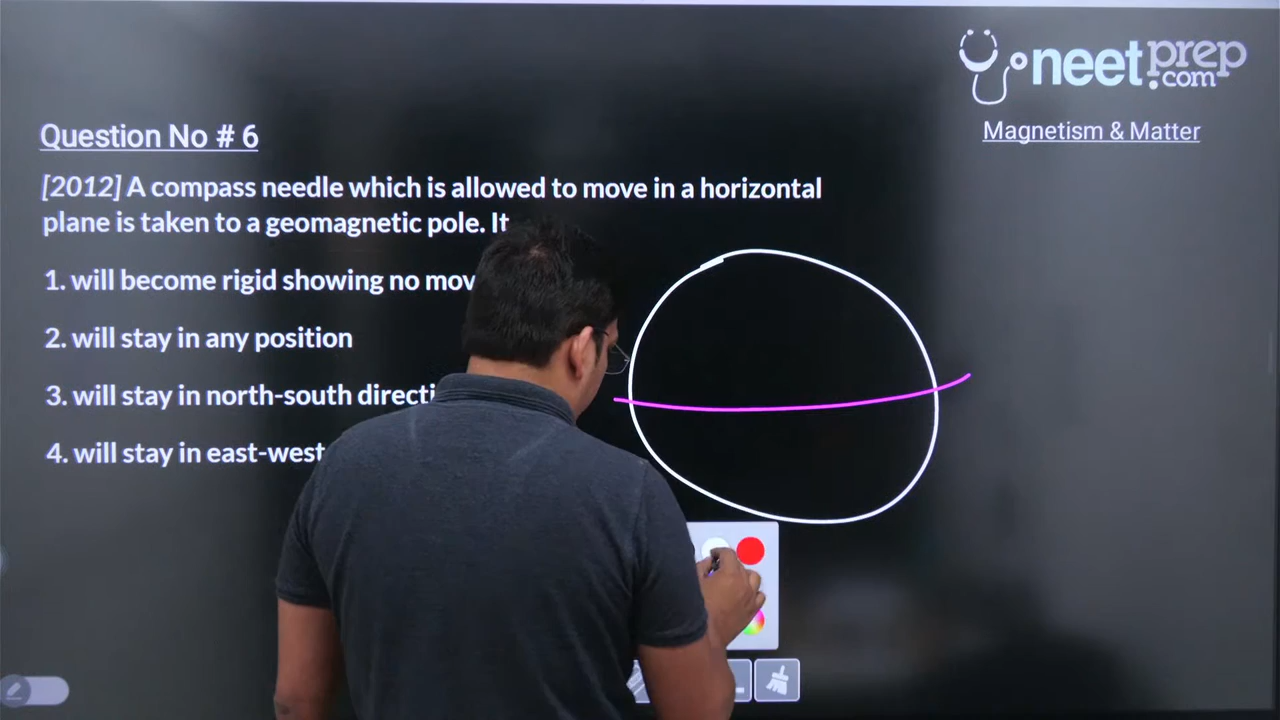 neetprep
.com
Magnetism & Matter
Question No # 6
[2012] A compass needle which is allowed to move in a horizontal
plane is taken to a geomagnetic pole. It
1. will become rigid showing no
2. will stay in any position
3. will stay in north-south
4. will stay in east-west